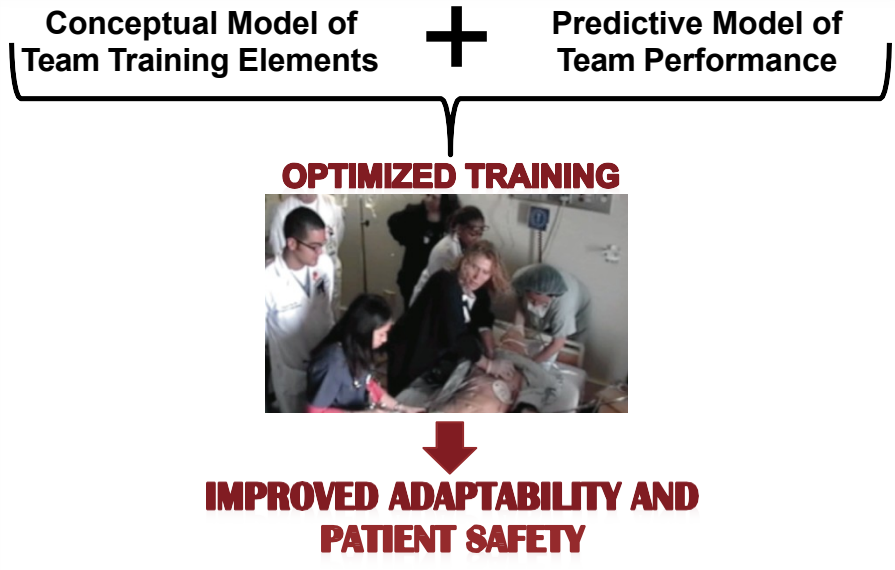 Conceptual Model of
Team Training Elements
+
Predictive Model of
Team Performance
OPTIMIZED TRAINING
IMPROVED ADAPTABILITY AND
PATIENT SAFETY